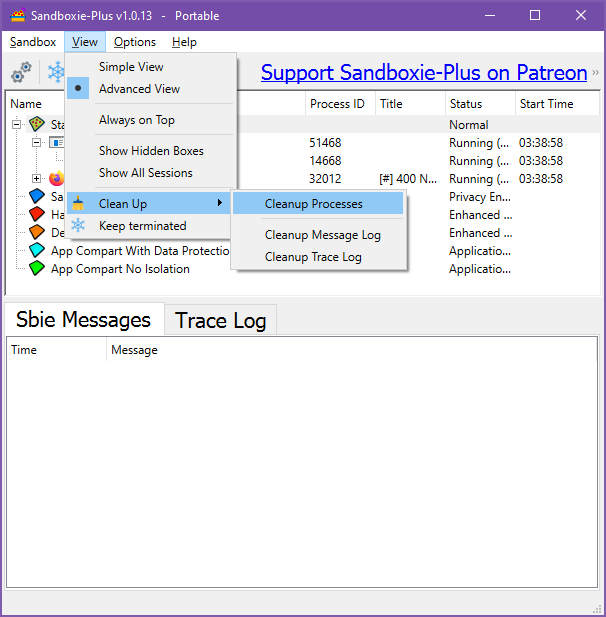 Sandboxie-Plus v1.0.13 - Portable
Sandbox View Options Help
Support Sandboxie-Plus on Patreon »
Simple View
Advanced View
Always on Top
Show Hidden Boxes
Show All Sessions
Clean Up
Keep terminated
Cleanup Processes
Cleanup Message Log
Cleanup Trace Log
Name Process ID Title Status Start Time
Sta Normal
51468 Running (... 03:38:58
14668 Running (... 03:38:58
32012 [#] 400 N... Running (... 03:38:58
Sa Privacy En...
Ha Enhanced ...
De Enhanced ...
App Compart With Data Protectio Applicatio...
App Compart No Isolation Applicatio...
Sbie Messages Trace Log
Time Message